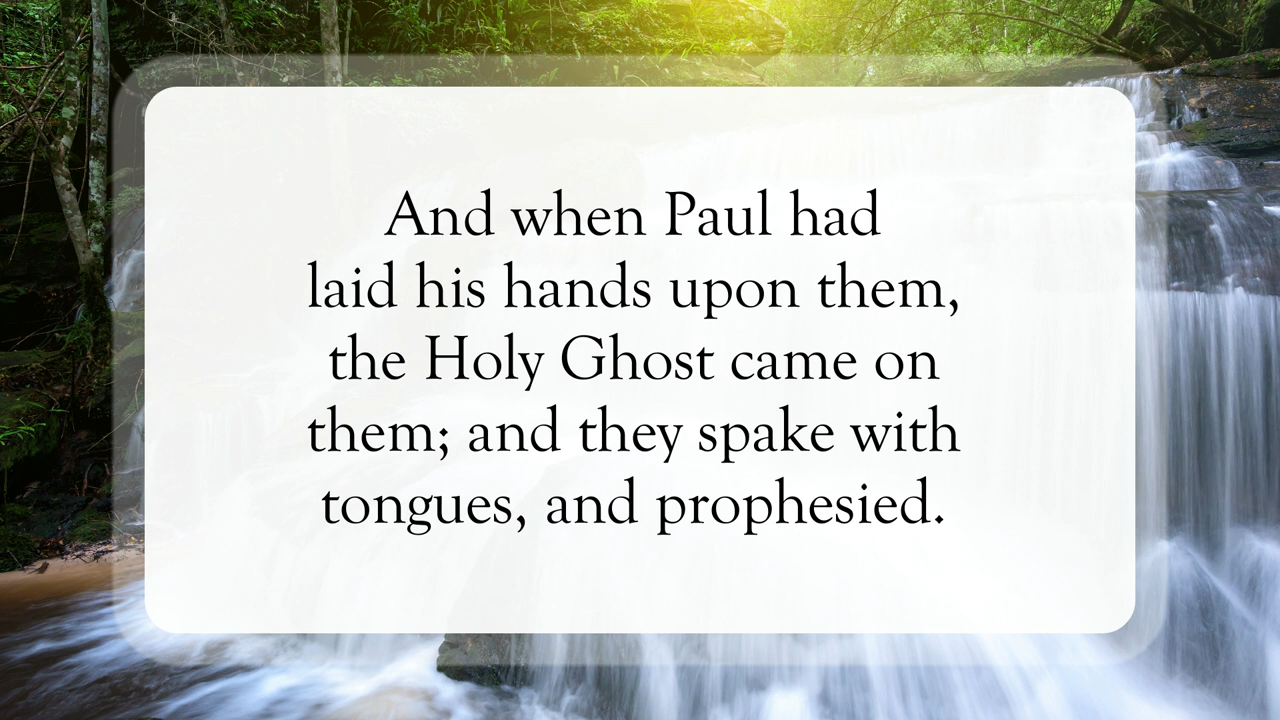 And when Paul had
laid his hands upon them,
the Holy Ghost came on
them; and they spake with
tongues, and prophesied.